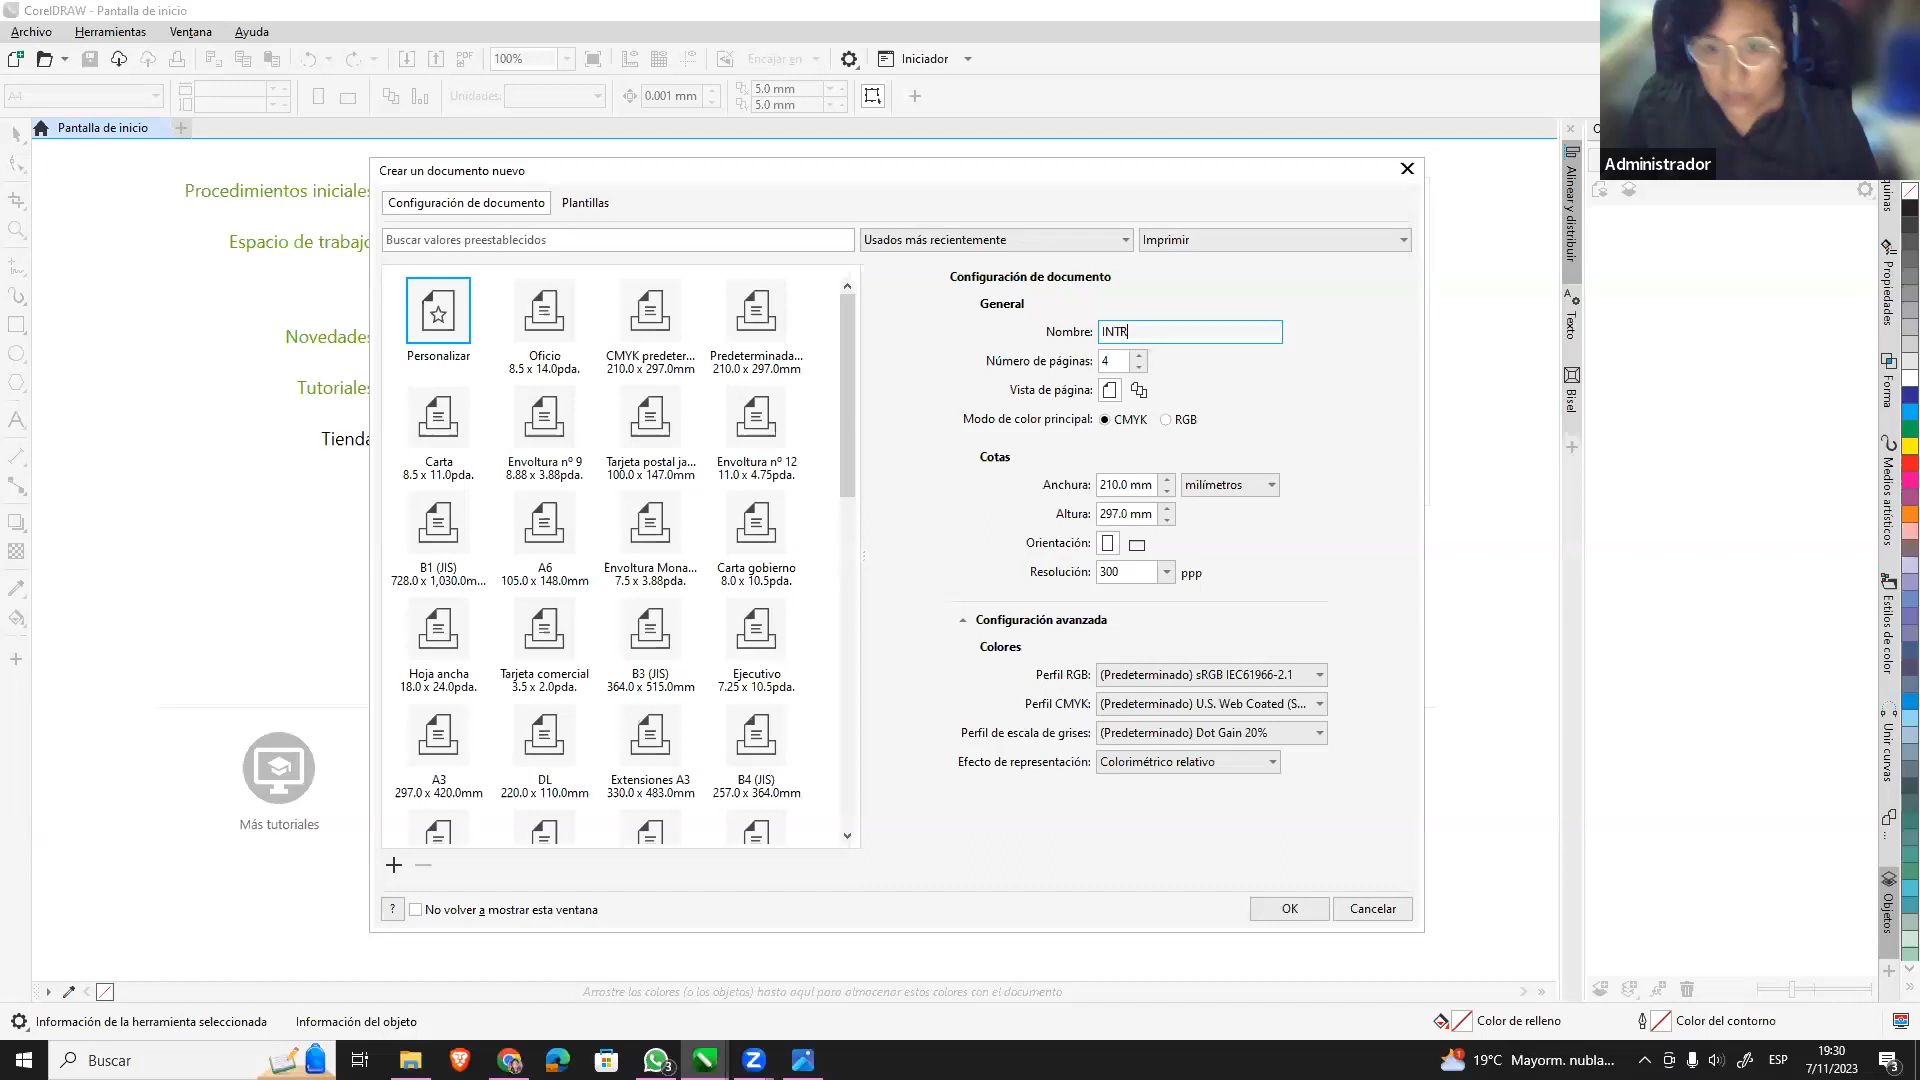 CorelDRAW - Pantalla de inicio
Archivo Herramientas Ventana Ayuda
PDF 100% Encajar en Iniciador
A4 Unidades: 0.001 mm 5.0 mm
5.0 mm
Pantalla de inicio
Administrador
Procedimientos iniciales
Espacio de trabajo
Novedades
Tutoriales
Tienda
Más tutoriales
Crear un documento nuevo
Configuración de documento Plantillas
Buscar valores preestablecidos Usados más recientemente Imprimir
Personalizar
Oficio
8.5 x 14.0pda.
CMYK predeter...
210.0 x 297.0mm
Predeterminada...
210.0 x 297.0mm
Carta
8.5 x 11.0pda.
Envoltura nº 9
8.88 x 3.88pda.
Tarjeta postal ja...
100.0 x 147.0mm
Envoltura nº 12
11.0 x 4.75pda.
B1 (JIS)
728.0 x 1,030.0m...
A6
105.0 x 148.0mm
Envoltura Mona...
7.5 x 3.88pda.
Carta gobierno
8.0 x 10.5pda.
Hoja ancha
18.0 x 24.0pda.
Tarjeta comercial
3.5 x 2.0pda.
B3 (JIS)
364.0 x 515.0mm
Ejecutivo
7.25 x 10.5pda.
A3
297.0 x 420.0mm
DL
220.0 x 110.0mm
Extensiones A3
330.0 x 483.0mm
B4 (JIS)
257.0 x 364.0mm
Configuración de documento
General
Nombre: INTR
Número de páginas: 4
Vista de página:
Modo de color principal: CMYK RGB
Cotas
Anchura: 210.0 mm milímetros
Altura: 297.0 mm
Orientación:
Resolución: 300 ppp
Configuración avanzada
Colores
Perfil RGB: (Predeterminado) sRGB IEC61966-2.1
Perfil CMYK: (Predeterminado) U.S. Web Coated (S...
Perfil de escala de grises: (Predeterminado) Dot Gain 20%
Efecto de representación: Colorimétrico relativo
? No volver a mostrar esta ventana OK Cancelar
Alinear y distribuir
Texto
Bisel
Propiedades
Forma
Medios artísticos
Estilos de color
Unir curvas
...
Objetos
Arrastre los colores (o los objetos) hasta aquí para almacenar estos colores con el documento
Información de la herramienta seleccionada Información del objeto Color de relleno Color del contorno
Buscar 3 19°C Mayorm. nubla... ESP 19:30
7/11/2023 3